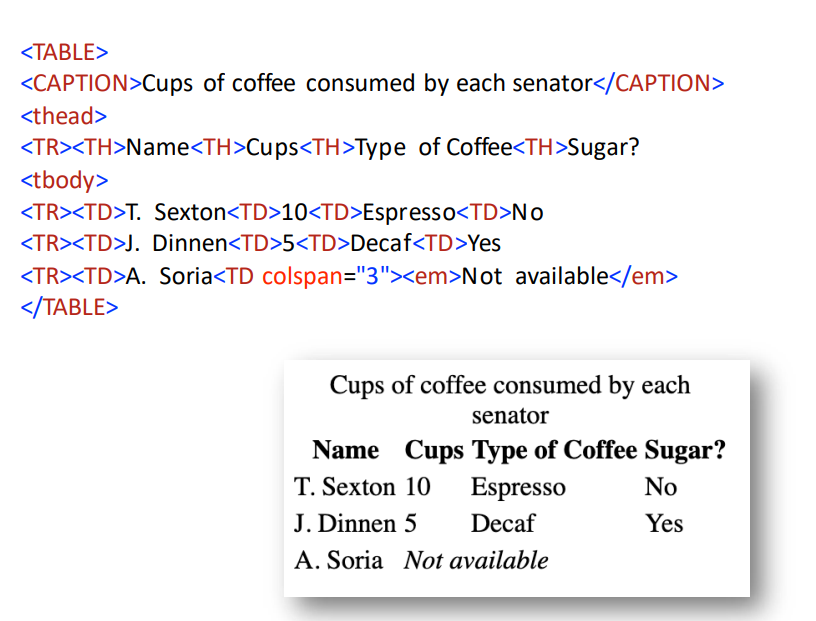 <TABLE>
<CAPTION>Cups of coffee consumed by each senator</CAPTION>
<thead>
<TR><TH>Name<TH>Cups<TH>Type of Coffee<TH>Sugar?
<tbody>
<TR><TD>T. Sexton<TD>10<TD>Espresso<TD>No
<TR><TD>J. Dinnen<TD>5<TD>Decaf<TD>Yes
<TR><TD>A. Soria<TD colspan="3"><em>Not available</em>
</TABLE>
Cups of coffee consumed by each
senator
Name Cups Type of Coffee Sugar?
T. Sexton 10 Espresso No
J. Dinnen 5 Decaf Yes
A. Soria Not available